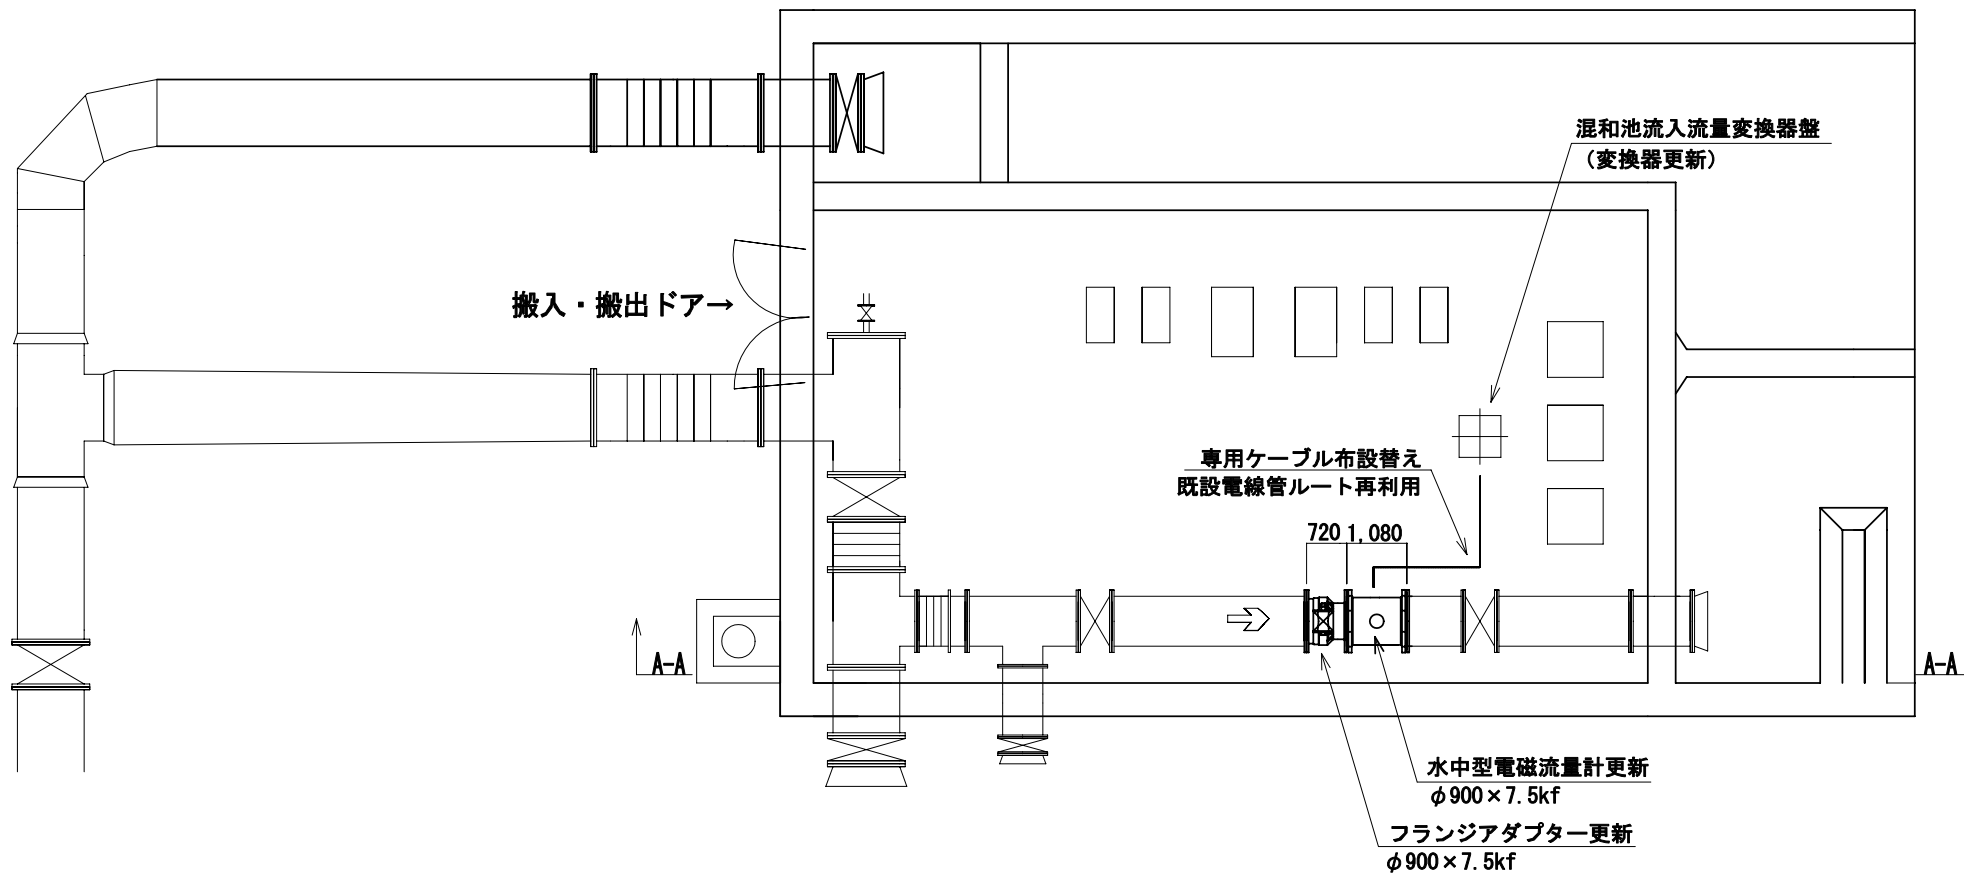 混和池流入流量変換器盤
（変換器更新）
搬入・搬出ドア→
専用ケーブル布設替え
既設電線管ルート再利用
720 1,080
A-A
A-A
水中型電磁流量計更新
φ900×7.5kf
フランジアダプター更新
φ900×7.5kf